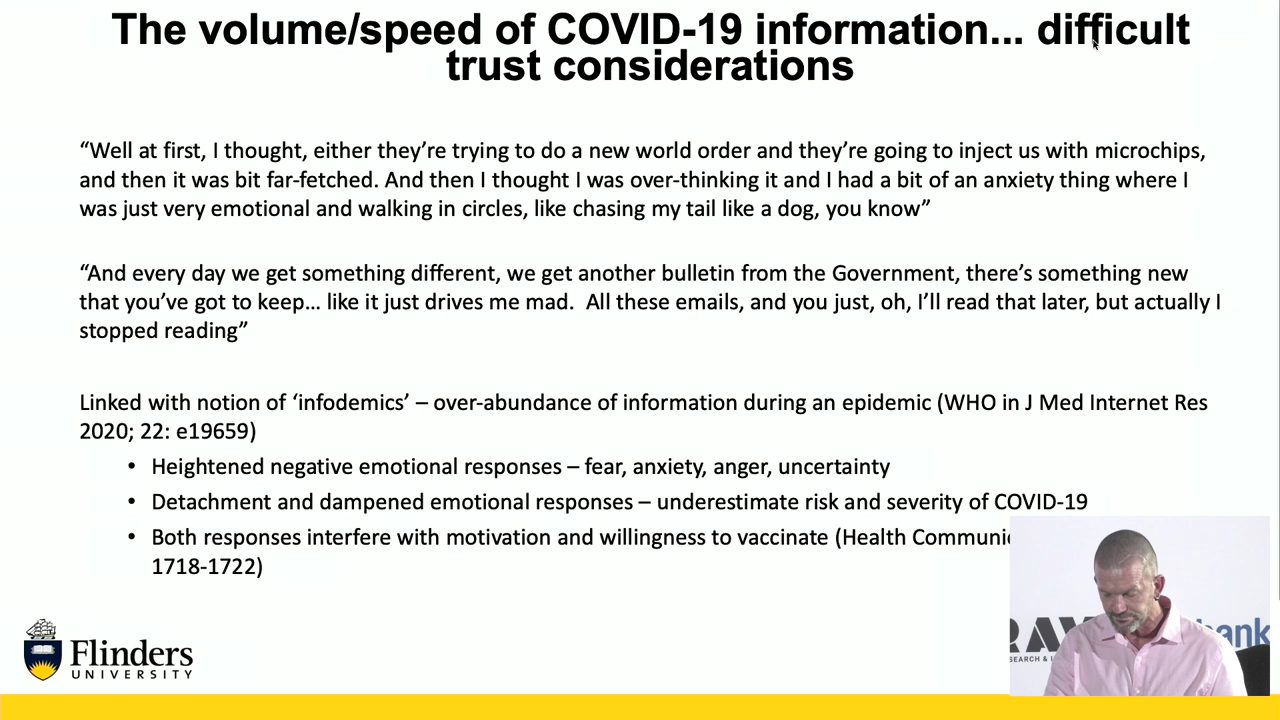 The volume/speed of COVID-19 information... difficult
trust considerations
“Well at first, I thought, either they’re trying to do a new world order and they’re going to inject us with microchips,
and then it was bit far-fetched. And then I thought I was over-thinking it and I had a bit of an anxiety thing where I
was just very emotional and walking in circles, like chasing my tail like a dog, you know”
“And every day we get something different, we get another bulletin from the Government, there’s something new
that you’ve got to keep… like it just drives me mad.  All these emails, and you just, oh, I’ll read that later, but actually I
stopped reading”
Linked with notion of ‘infodemics’ – over-abundance of information during an epidemic (WHO in J Med Internet Res
2020; 22: e19659)
• Heightened negative emotional responses – fear, anxiety, anger, uncertainty
• Detachment and dampened emotional responses – underestimate risk and severity of COVID-19
• Both responses interfere with motivation and willingness to vaccinate (Health
1718-1722)
Flinders
UNIVERSITY